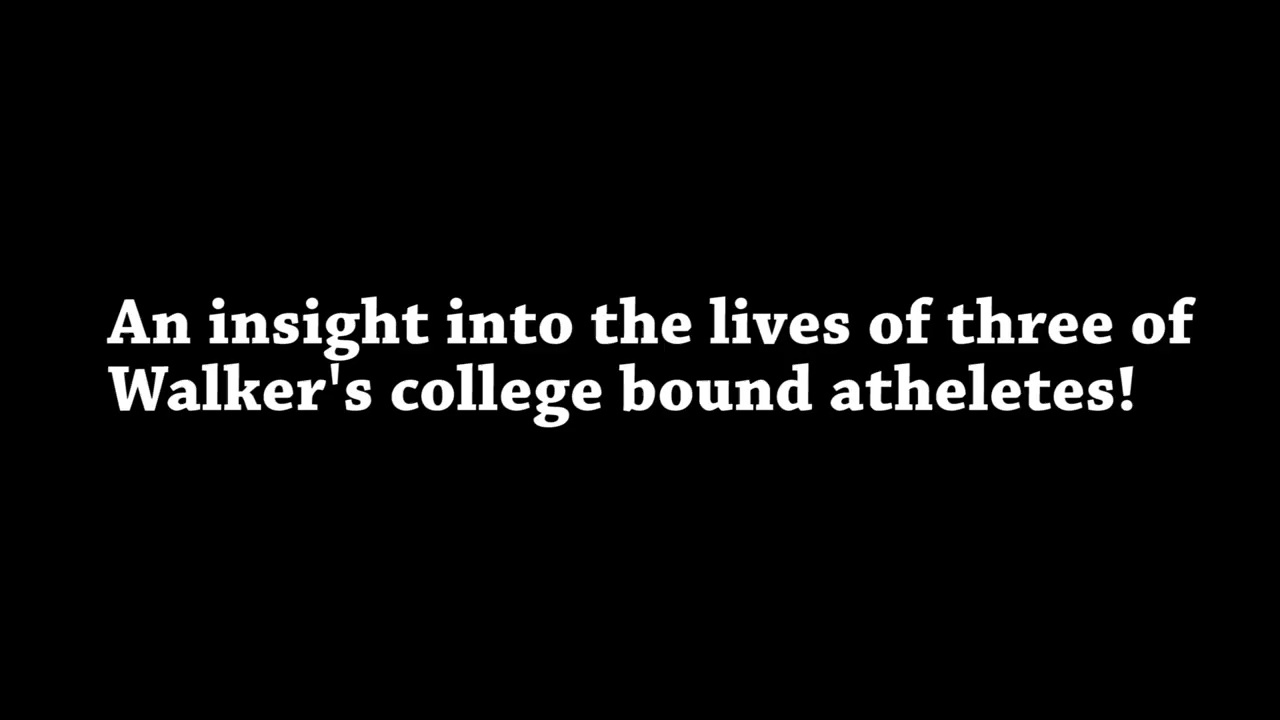 An insight into the lives of three of
Walker's college bound atheletes!